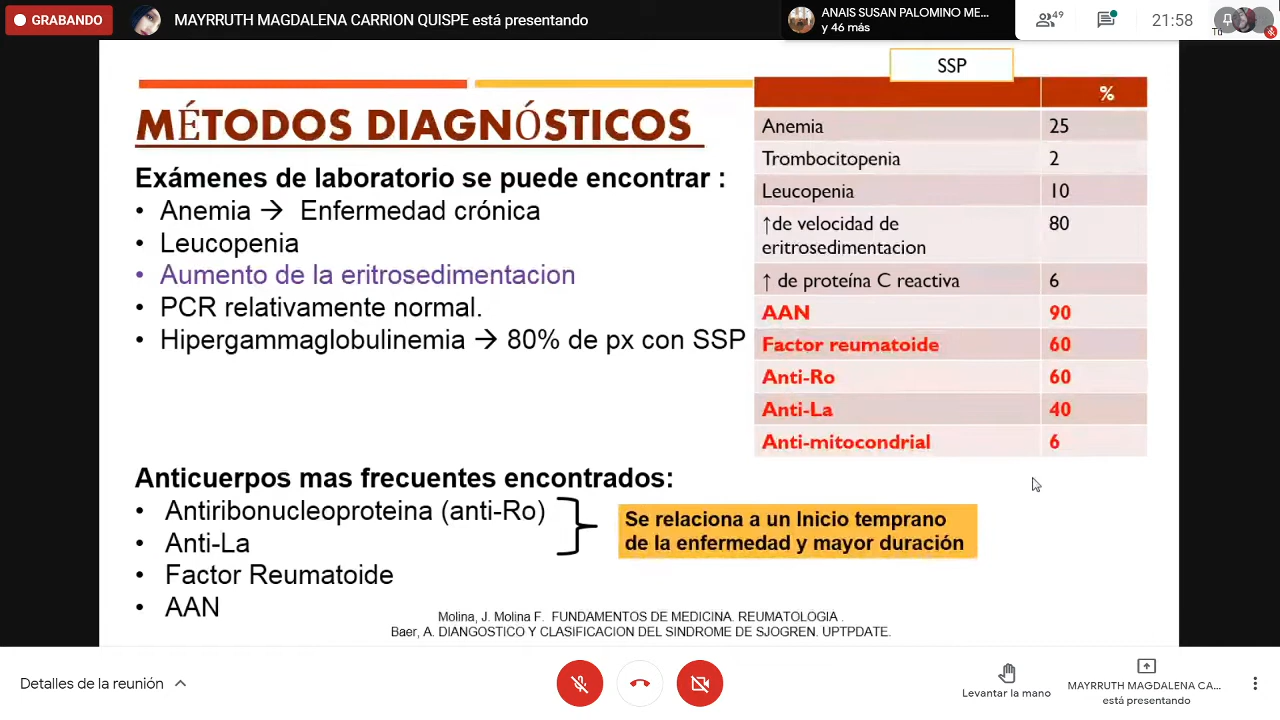 GRABANDO
MAYRRUTH MAGDALENA CARRION QUISPE está presentando
ANAIS SUSAN PALOMINO ME...
y 46 más
49
21:58
Tú
SSP
MÉTODOS DIAGNÓSTICOS
Exámenes de laboratorio se puede encontrar :
• Anemia → Enfermedad crónica
• Leucopenia
• Aumento de la eritrosedimentacion
• PCR relativamente normal.
• Hipergammaglobulinemia → 80% de px con SSP
%
Anemia 25
Trombocitopenia 2
Leucopenia 10
↑de velocidad de 80
eritrosedimentacion
↑ de proteína C reactiva 6
AAN 90
Factor reumatoide 60
Anti-Ro 60
Anti-La 40
Anti-mitocondrial 6
Anticuerpos mas frecuentes encontrados:
• Antiribonucleoproteina (anti-Ro)
• Anti-La
• Factor Reumatoide
• AAN
Se relaciona a un Inicio temprano
de la enfermedad y mayor duración
Molina, J. Molina F. FUNDAMENTOS DE MEDICINA. REUMATOLOGIA .
Baer, A. DIANGOSTICO Y CLASIFICACION DEL SINDROME DE SJOGREN. UPTPDATE.
Detalles de la reunión
Levantar la mano
MAYRRUTH MAGDALENA CA...
está presentando